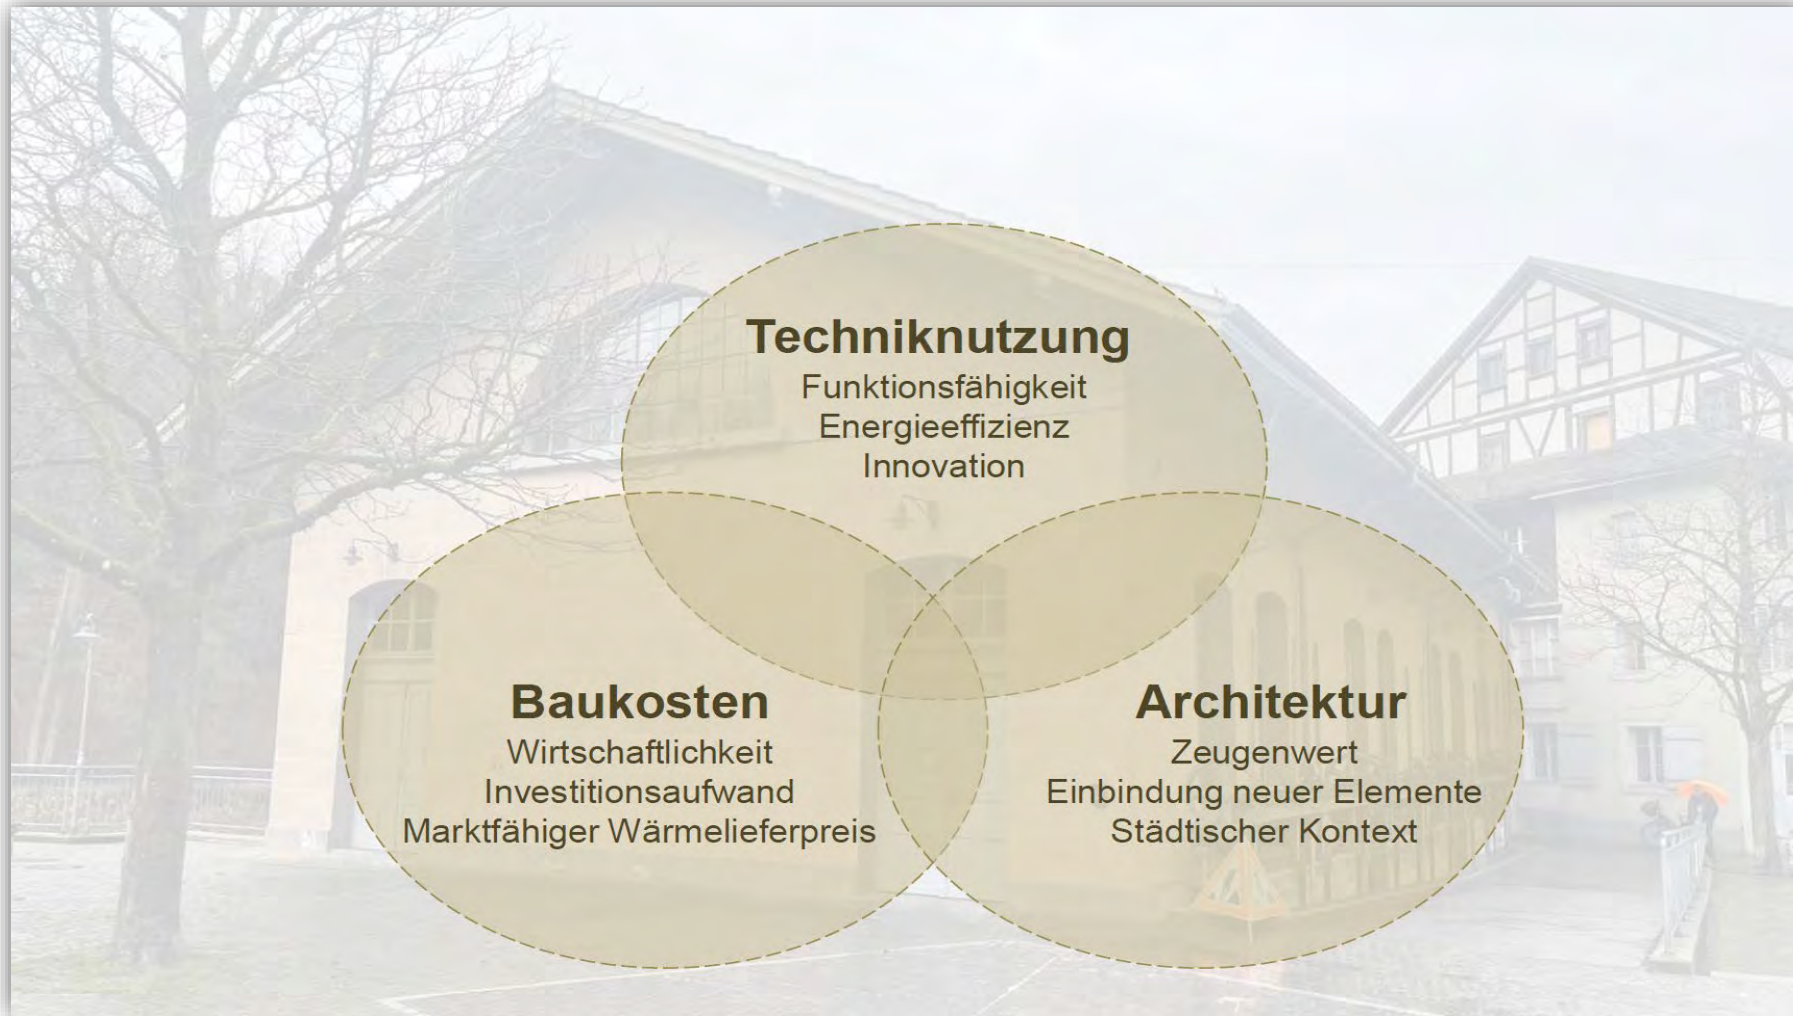 Techniknutzung
Funktionsfähigkeit
Energieeffizienz
Innovation
Baukosten
Wirtschaftlichkeit
Investitionsaufwand
Marktfähiger Wärmelieferpreis
Architektur
Zeugenwert
Einbindung neuer Elemente
Städtischer Kontext